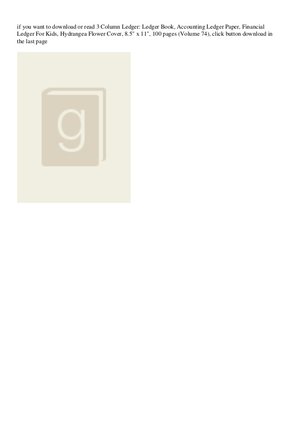 if you want to download or read 3 Column Ledger: Ledger Book, Accounting Ledger Paper, Financial
Ledger For Kids, Hydrangea Flower Cover, 8.5" x 11", 100 pages (Volume 74), click button download in
the last page
g